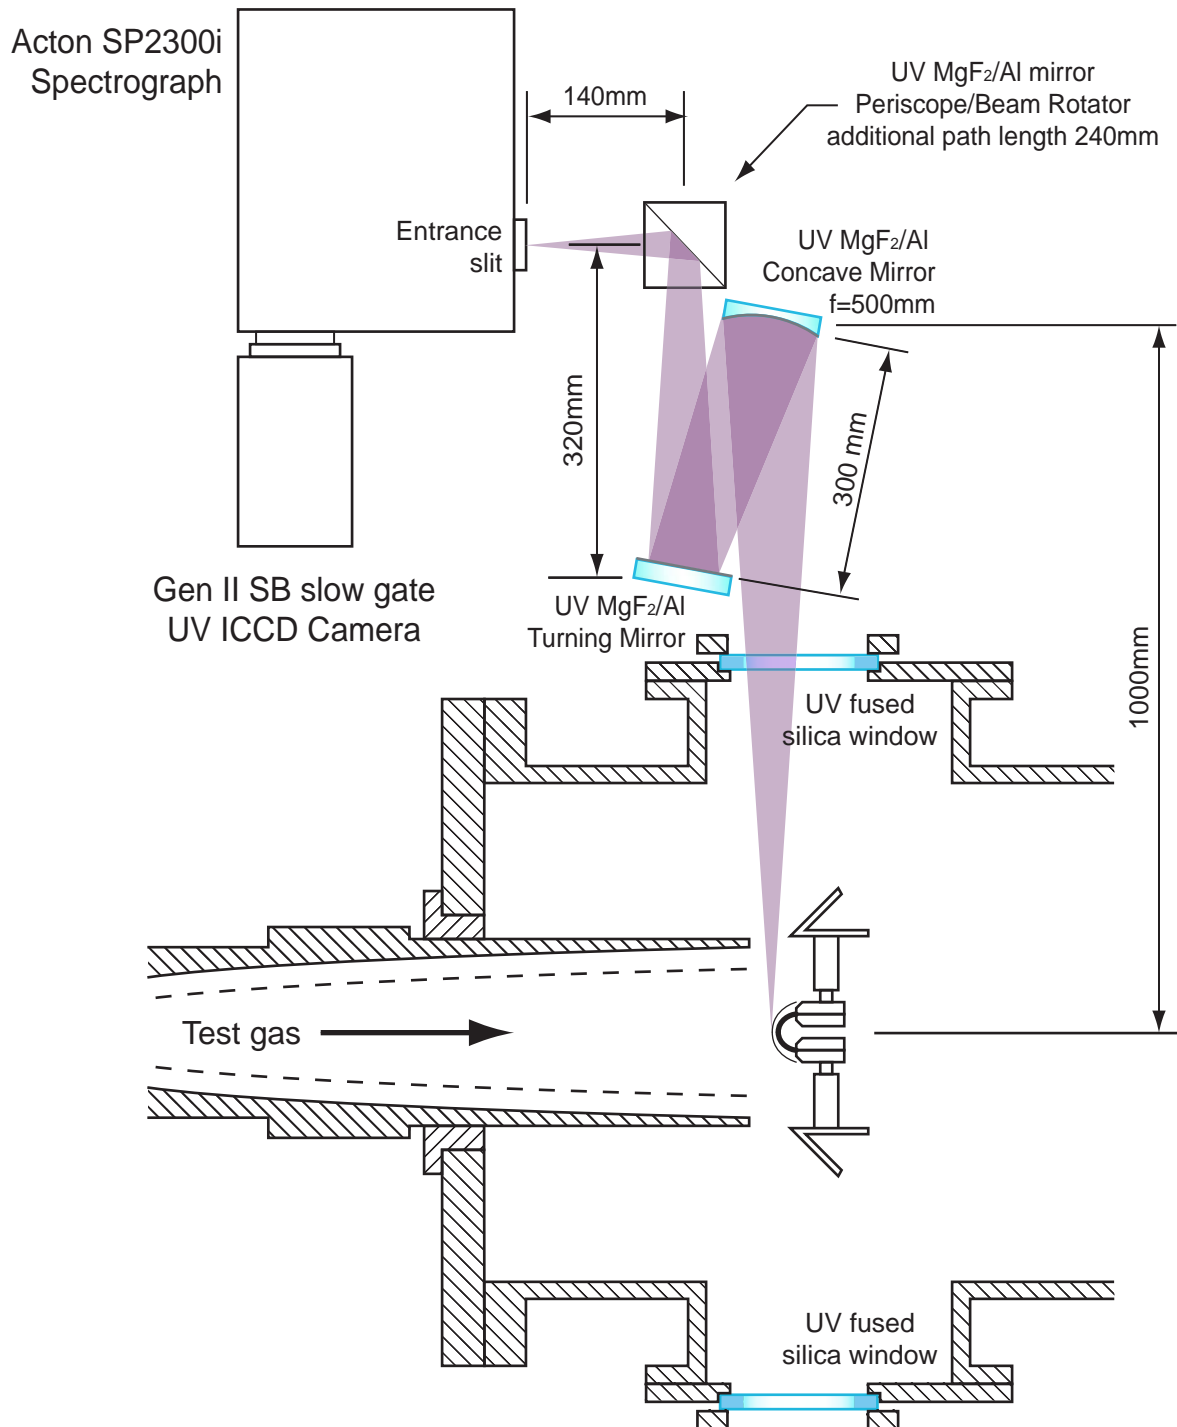 Acton SP2300i
Spectrograph
140mm
UV MgF₂/Al mirror
Periscope/Beam Rotator
additional path length 240mm
Entrance
slit
UV MgF₂/Al
Concave Mirror
f=500mm
320mm
300 mm
1000mm
Gen II SB slow gate
UV ICCD Camera
UV MgF₂/Al
Turning Mirror
UV fused
silica window
Test gas
UV fused
silica window